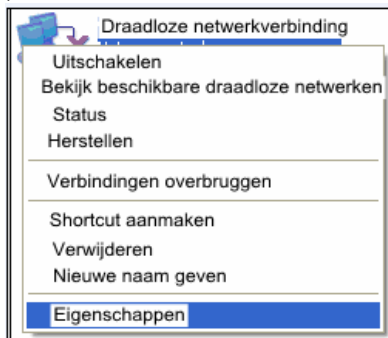 Draadloze netwerkverbinding
Uitschakelen
Bekijk beschikbare draadloze netwerken
Status
Herstellen
Verbindingen overbruggen
Shortcut aanmaken
Verwijderen
Nieuwe naam geven
Eigenschappen